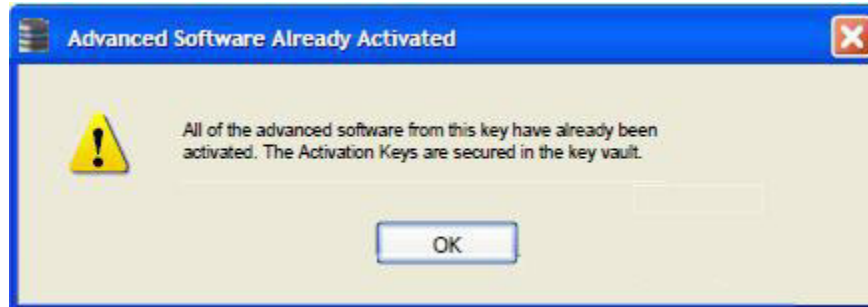 Advanced Software Already Activated
All of the advanced software from this key have already been
activated. The Activation Keys are secured in the key vault.
OK